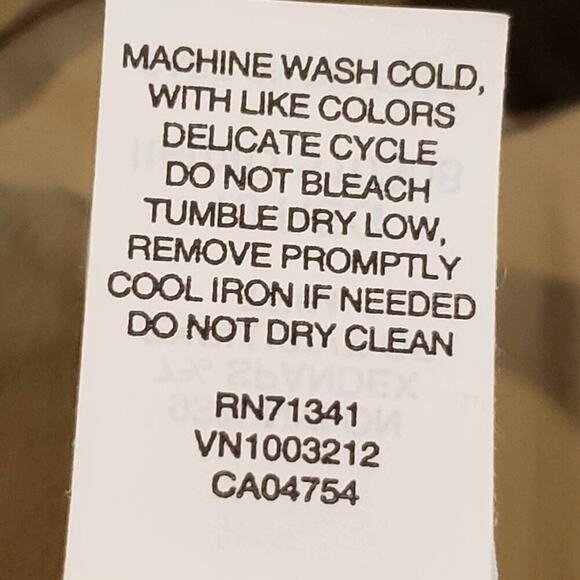 MACHINE WASH COLD,
WITH LIKE COLORS
DELICATE CYCLE
DO NOT BLEACH
TUMBLE DRY LOW,
REMOVE PROMPTLY
COOL IRON IF NEEDED
DO NOT DRY CLEAN
RN71341
VN1003212
CA04754